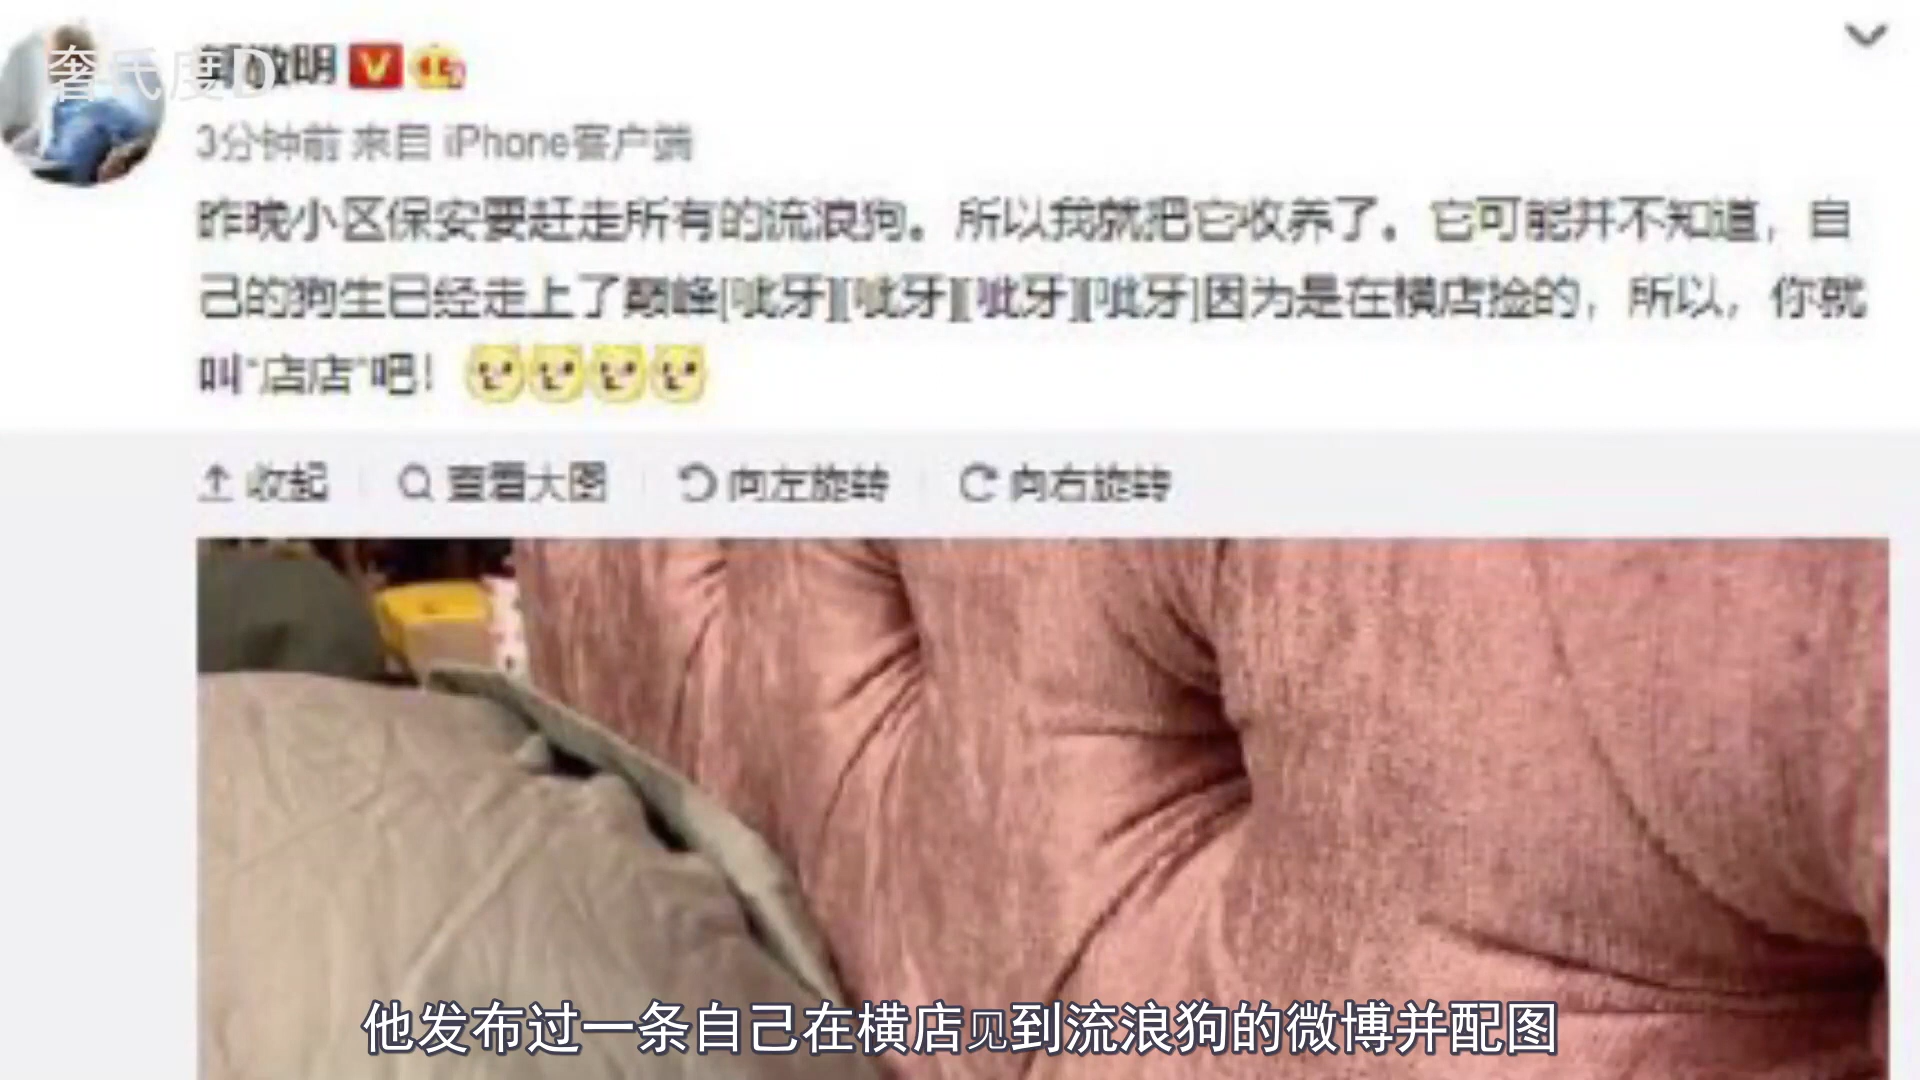 奢氏度D
敬明
3分钟前 来自 iPhone客户端
昨晚小区保安要赶走所有的流浪狗。所以我就把它收养了。它可能并不知道，自
己的狗生已经走上了巅峰[呲牙][呲牙][呲牙][呲牙]因为是在横店捡的，所以，你就
叫“店店”吧！
收起 查看大图 向左旋转 向右旋转
他发布过一条自己在横店见到流浪狗的微博并配图